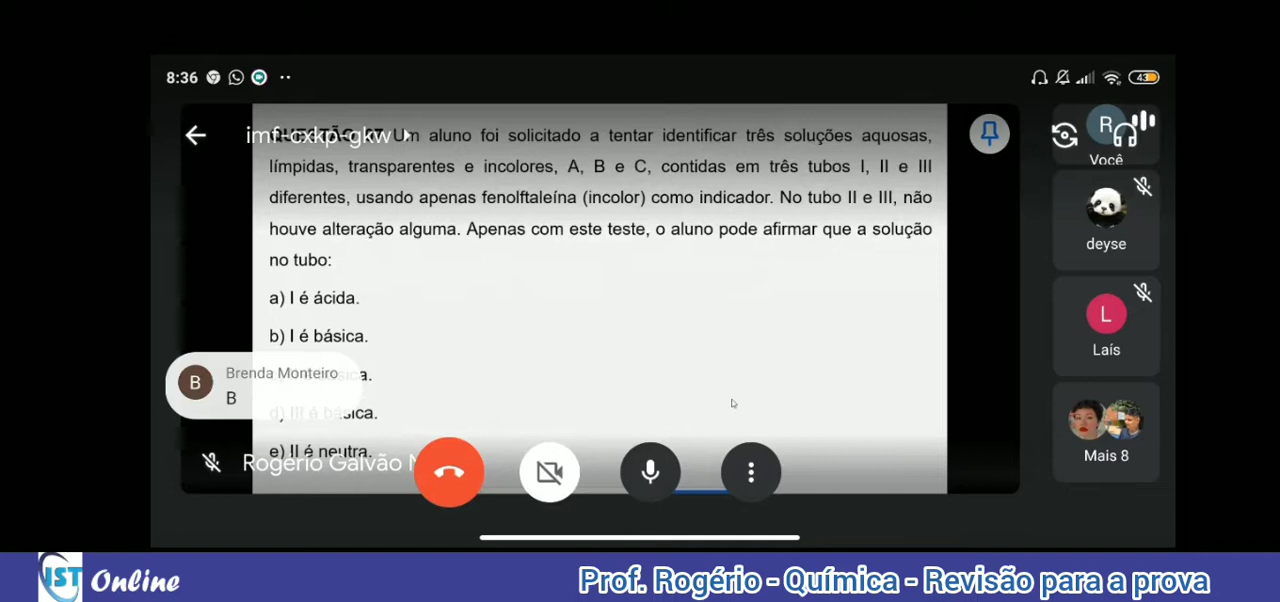 8:36
43
imf-cxkp-gkw
Um aluno foi solicitado a tentar identificar três soluções aquosas,
límpidas, transparentes e incolores, A, B e C, contidas em três tubos I, II e III
diferentes, usando apenas fenolftaleína (incolor) como indicador. No tubo II e III, não
houve alteração alguma. Apenas com este teste, o aluno pode afirmar que a solução
no tubo:
a) I é ácida.
b) I é básica.
d) III é básica.
e) II é neutra.
B
Brenda Monteiro
B
Rogério Galvão
R
Você
deyse
L
Laís
Mais 8
IST Online
Prof. Rogério - Química - Revisão para a prova